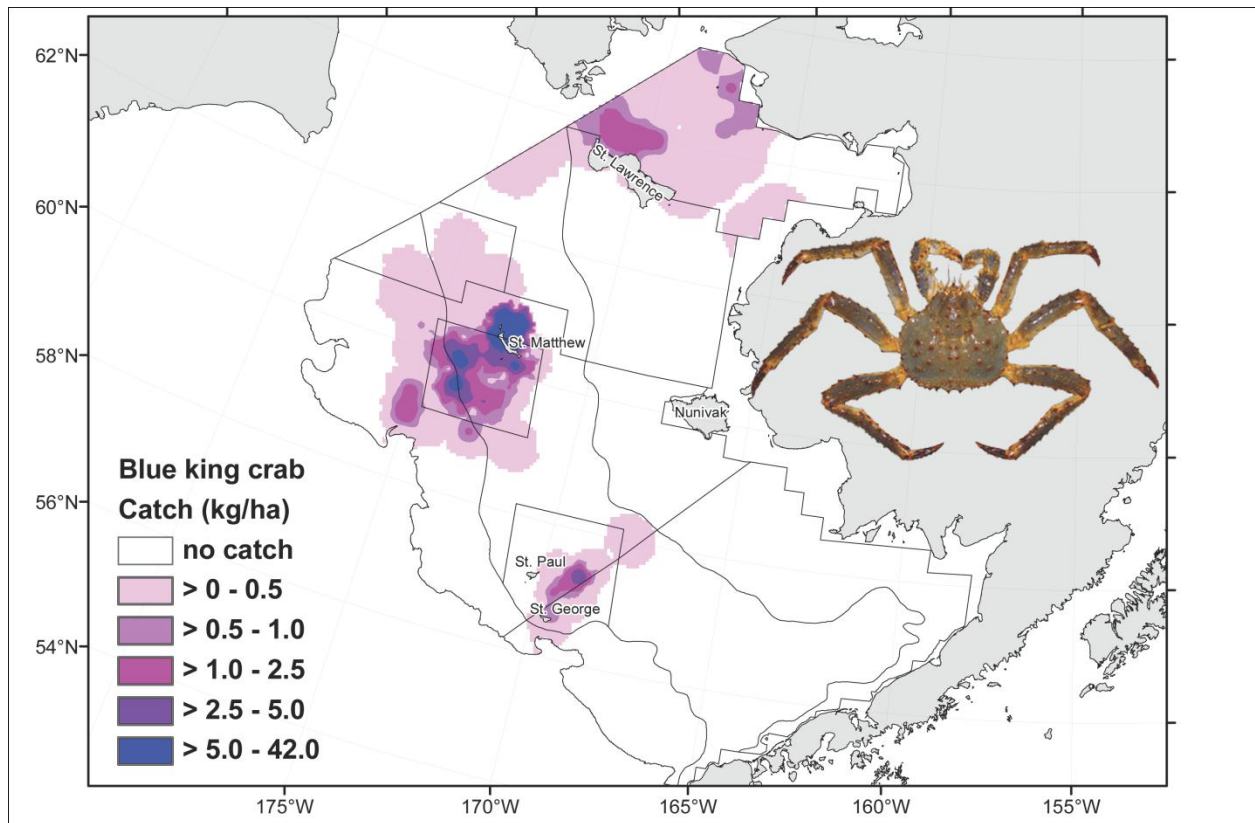 62°N
60°N
58°N
56°N
54°N
St. Lawrence
St. Matthew
Nunivak
St. Paul
St. George
Blue king crab
Catch (kg/ha)
no catch
> 0 - 0.5
> 0.5 - 1.0
> 1.0 - 2.5
> 2.5 - 5.0
> 5.0 - 42.0
175°W 170°W 165°W 160°W 155°W